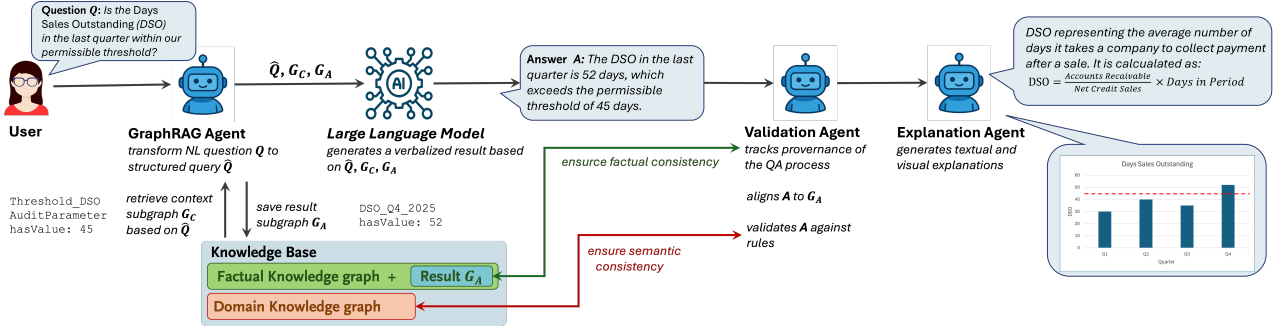 Question Q: Is the Days
Sales Outstanding (DSO)
in the last quarter within our
permissible threshold?
User
GraphRAG Agent
transform NL question Q to
structured query Q̂
Q̂, G_C, G_A
AI
Large Language Model
generates a verbalized result based
on Q̂, G_C, G_A
Answer A: The DSO in the last
quarter is 52 days, which
exceeds the permissible
threshold of 45 days.
Validation Agent
tracks provernance of
the QA process
aligns A to G_A
validates A against
rules
Explanation Agent
generates textual and
visual explanations
DSO representing the average number of
days it takes a company to collect payment
after a sale. It is calcualated as:
DSO = Accounts Recaivable / Net Credit Sales × Days in Period
Days Sales Outstanding
60
50
40
30
20
10
0
DSO
Q1 Q2 Q3 Q4
Quarter
Threshold_DSO
AuditParameter
hasValue: 45
retrieve context
subgraph G_C
based on Q̂
save result
subgraph G_A
DSO_Q4_2025
hasValue: 52
ensurce factual consistency
ensure semantic
consistency
Knowledge Base
Factual Knowledge graph + Result G_A
Domain Knowledge graph